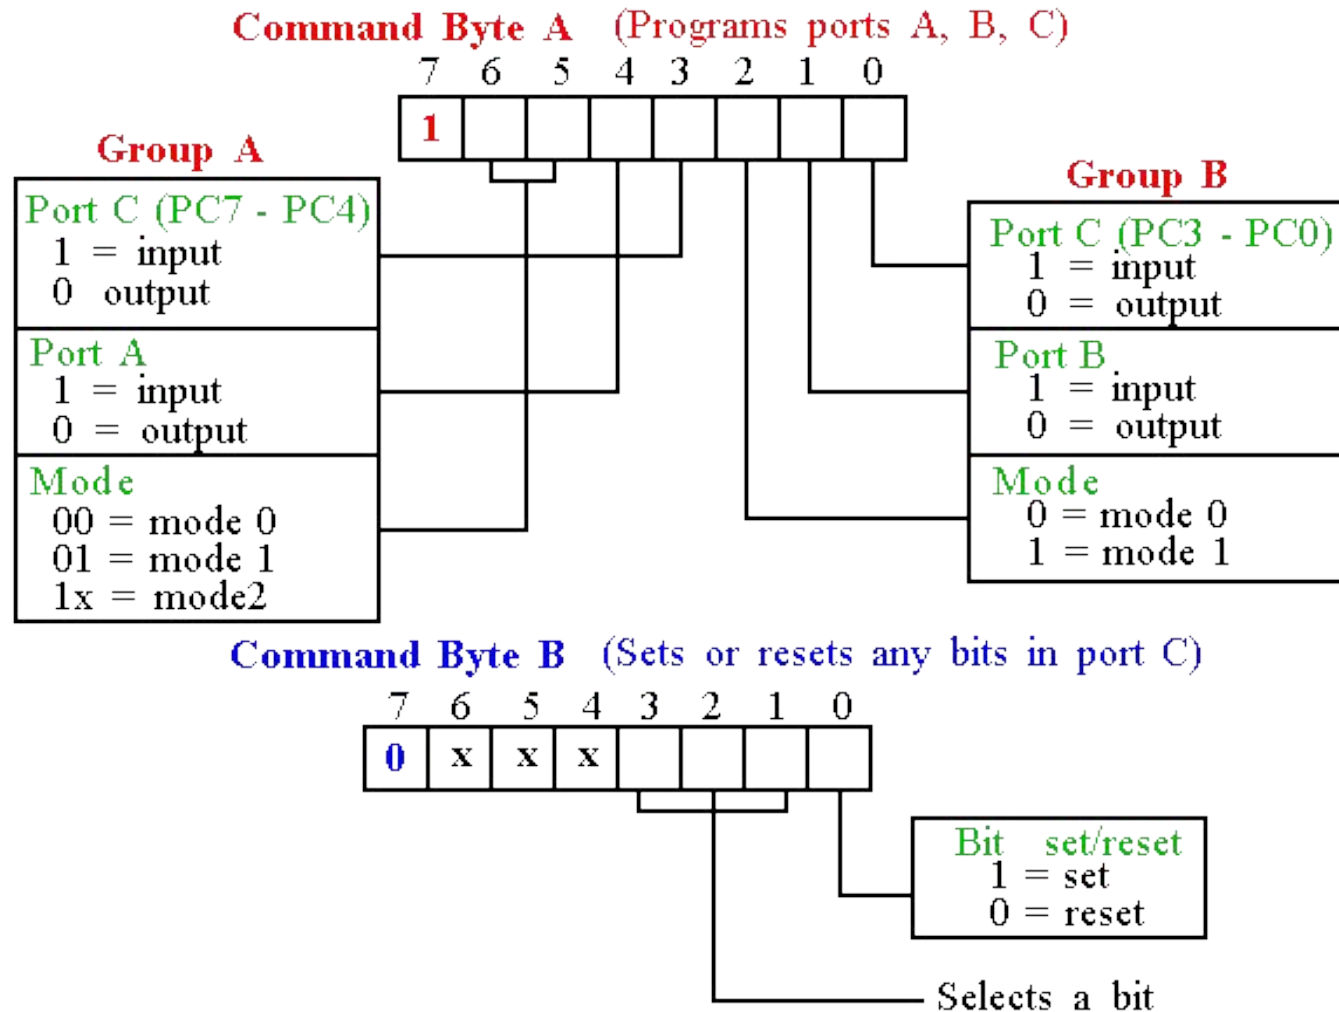 Command Byte A (Programs ports A, B, C)
7 6 5 4 3 2 1 0
1
Group A
Port C (PC7 - PC4)
1 = input
0 output
Port A
1 = input
0 = output
Mode
00 = mode 0
01 = mode 1
1x = mode2
Group B
Port C (PC3 - PC0)
1 = input
0 = output
Port B
1 = input
0 = output
Mode
0 = mode 0
1 = mode 1
Command Byte B (Sets or resets any bits in port C)
7 6 5 4 3 2 1 0
0 x x x
Bit set/reset
1 = set
0 = reset
Selects a bit